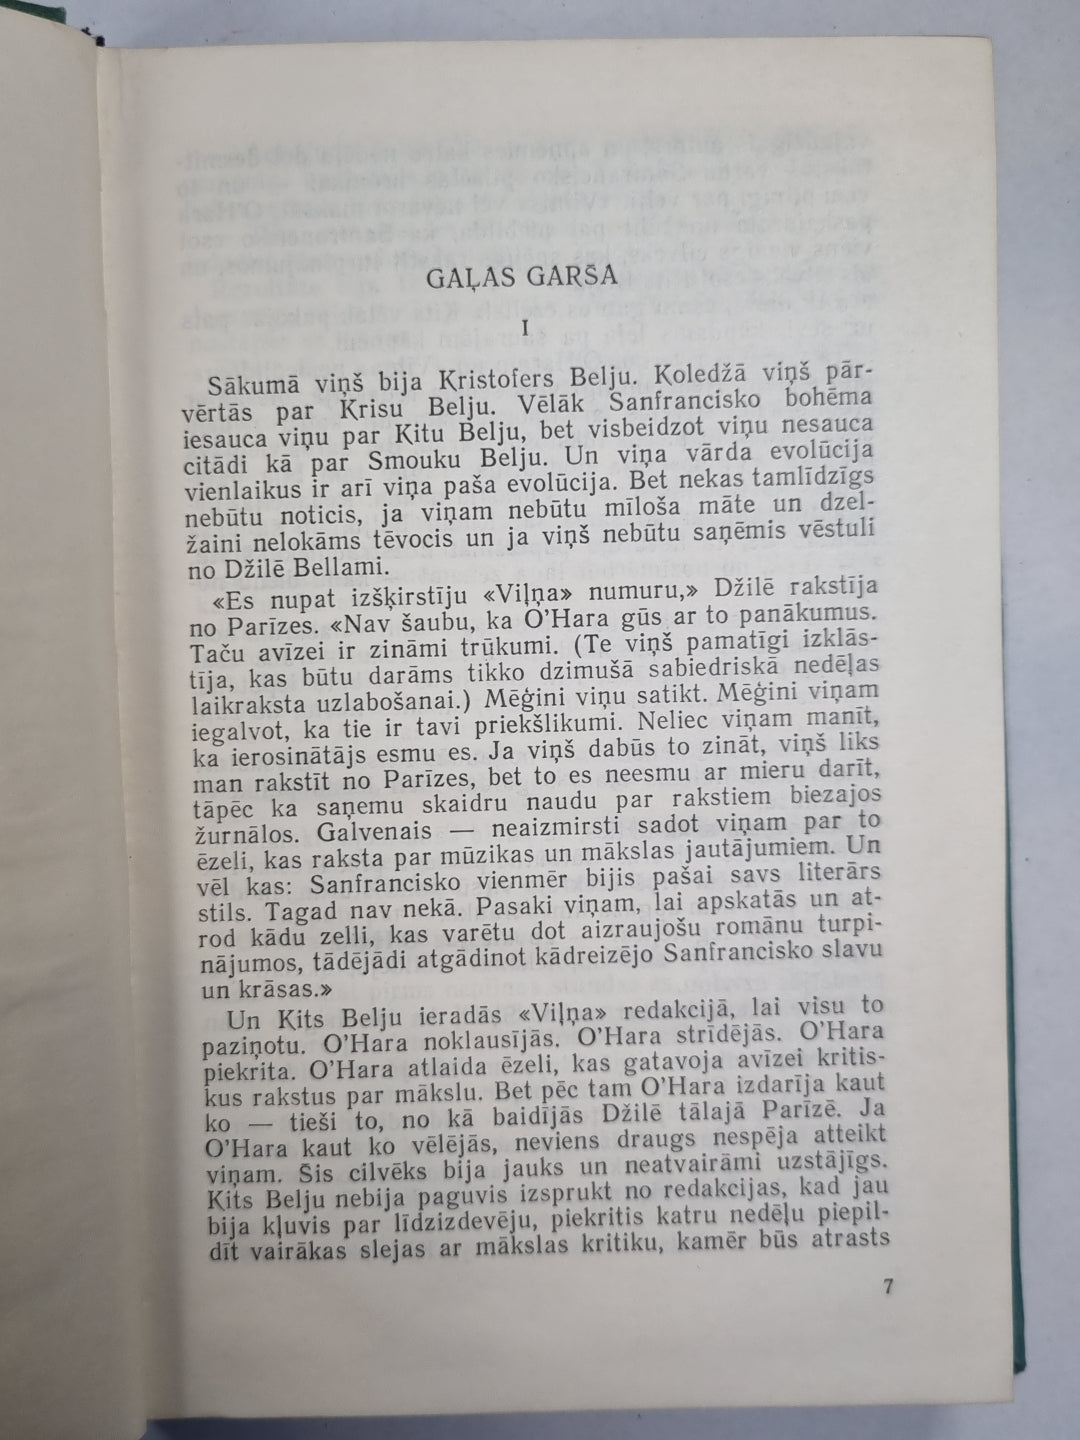 GAĻAS GARŠA
I
Sākumā viņš bija Kristofers Belju. Koledžā viņš pār-
vērtās par Krisu Belju. Vēlāk Sanfrancisko bohēma
iesauca viņu par Kitu Belju, bet visbeidzot viņu nesauca
citādi kā par Smouku Belju. Un viņa vārda evolūcija
vienlaikus ir arī viņa paša evolūcija. Bet nekas tamlīdzīgs
nebūtu noticis, ja viņam nebūtu mīloša māte un dzel-
žaini nelokāms tēvocis un ja viņš nebūtu saņēmis vēstuli
no Džilē Bellami.
«Es nupat izšķirstīju «Viļņa» numuru,» Džilē rakstīja
no Parīzes. «Nav šaubu, ka O’Hara gūs ar to panākumus.
Taču avīzei ir zināmi trūkumi. (Te viņš pamatīgi izklās-
tīja, kas būtu darāms tikko dzimušā sabiedriskā nedēļas
laikraksta uzlabošanai.) Mēģini viņu satikt. Mēģini viņam
iegalvot, ka tie ir tavi priekšlikumi. Neliec viņam manīt,
ka ierosinātājs esmu es. Ja viņš dabūs to zināt, viņš liks
man rakstīt no Parīzes, bet to es neesmu ar mieru darīt,
tāpēc ka saņemu skaidru naudu par rakstiem biezajos
žurnālos. Galvenais — neaizmirsti sadot viņam par to
ēzeli, kas raksta par mūzikas un mākslas jautājumiem. Un
vēl kas: Sanfrancisko vienmēr bijis pašai savs literārs
stils. Tagad nav nekā. Pasaki viņam, lai apskatās un at-
rod kādu zelli, kas varētu dot aizraujošu romānu turpi-
nājumos, tādējādi atgādinot kādreizējo Sanfrancisko slavu
un krāsas.»
Un Kits Belju ieradās «Viļņa» redakcijā, lai visu to
paziņotu. O’Hara noklausījās. O’Hara strīdējās. O’Hara
piekrita. O’Hara atlaida ēzeli, kas gatavoja avīzei kritis-
kus rakstus par mākslu. Bet pēc tam O’Hara izdarīja kaut
ko — tieši to, no kā baidījās Džilē tālajā Parīzē. Ja
O’Hara kaut ko vēlējās, neviens draugs nespēja atteikt
viņam. Šis cilvēks bija jauks un neatvairāmi uzstājīgs.
Kits Belju nebija paguvis izsprukt no redakcijas, kad jau
bija kļuvis par līdzizdevēju, piekritis katru nedēļu piepil-
dīt vairākas slejas ar mākslas kritiku, kamēr būs atrasts
7